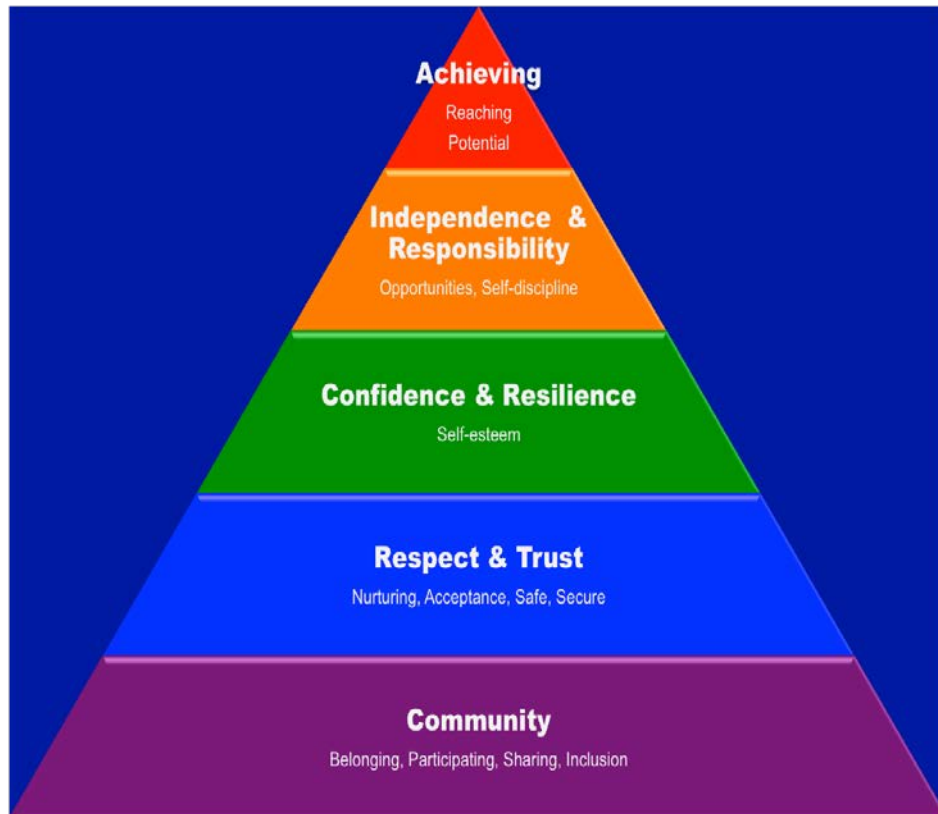 Achieving
Reaching
Potential
Independence &
Responsibility
Opportunities, Self-discipline
Confidence & Resilience
Self-esteem
Respect & Trust
Nurturing, Acceptance, Safe, Secure
Community
Belonging, Participating, Sharing, Inclusion